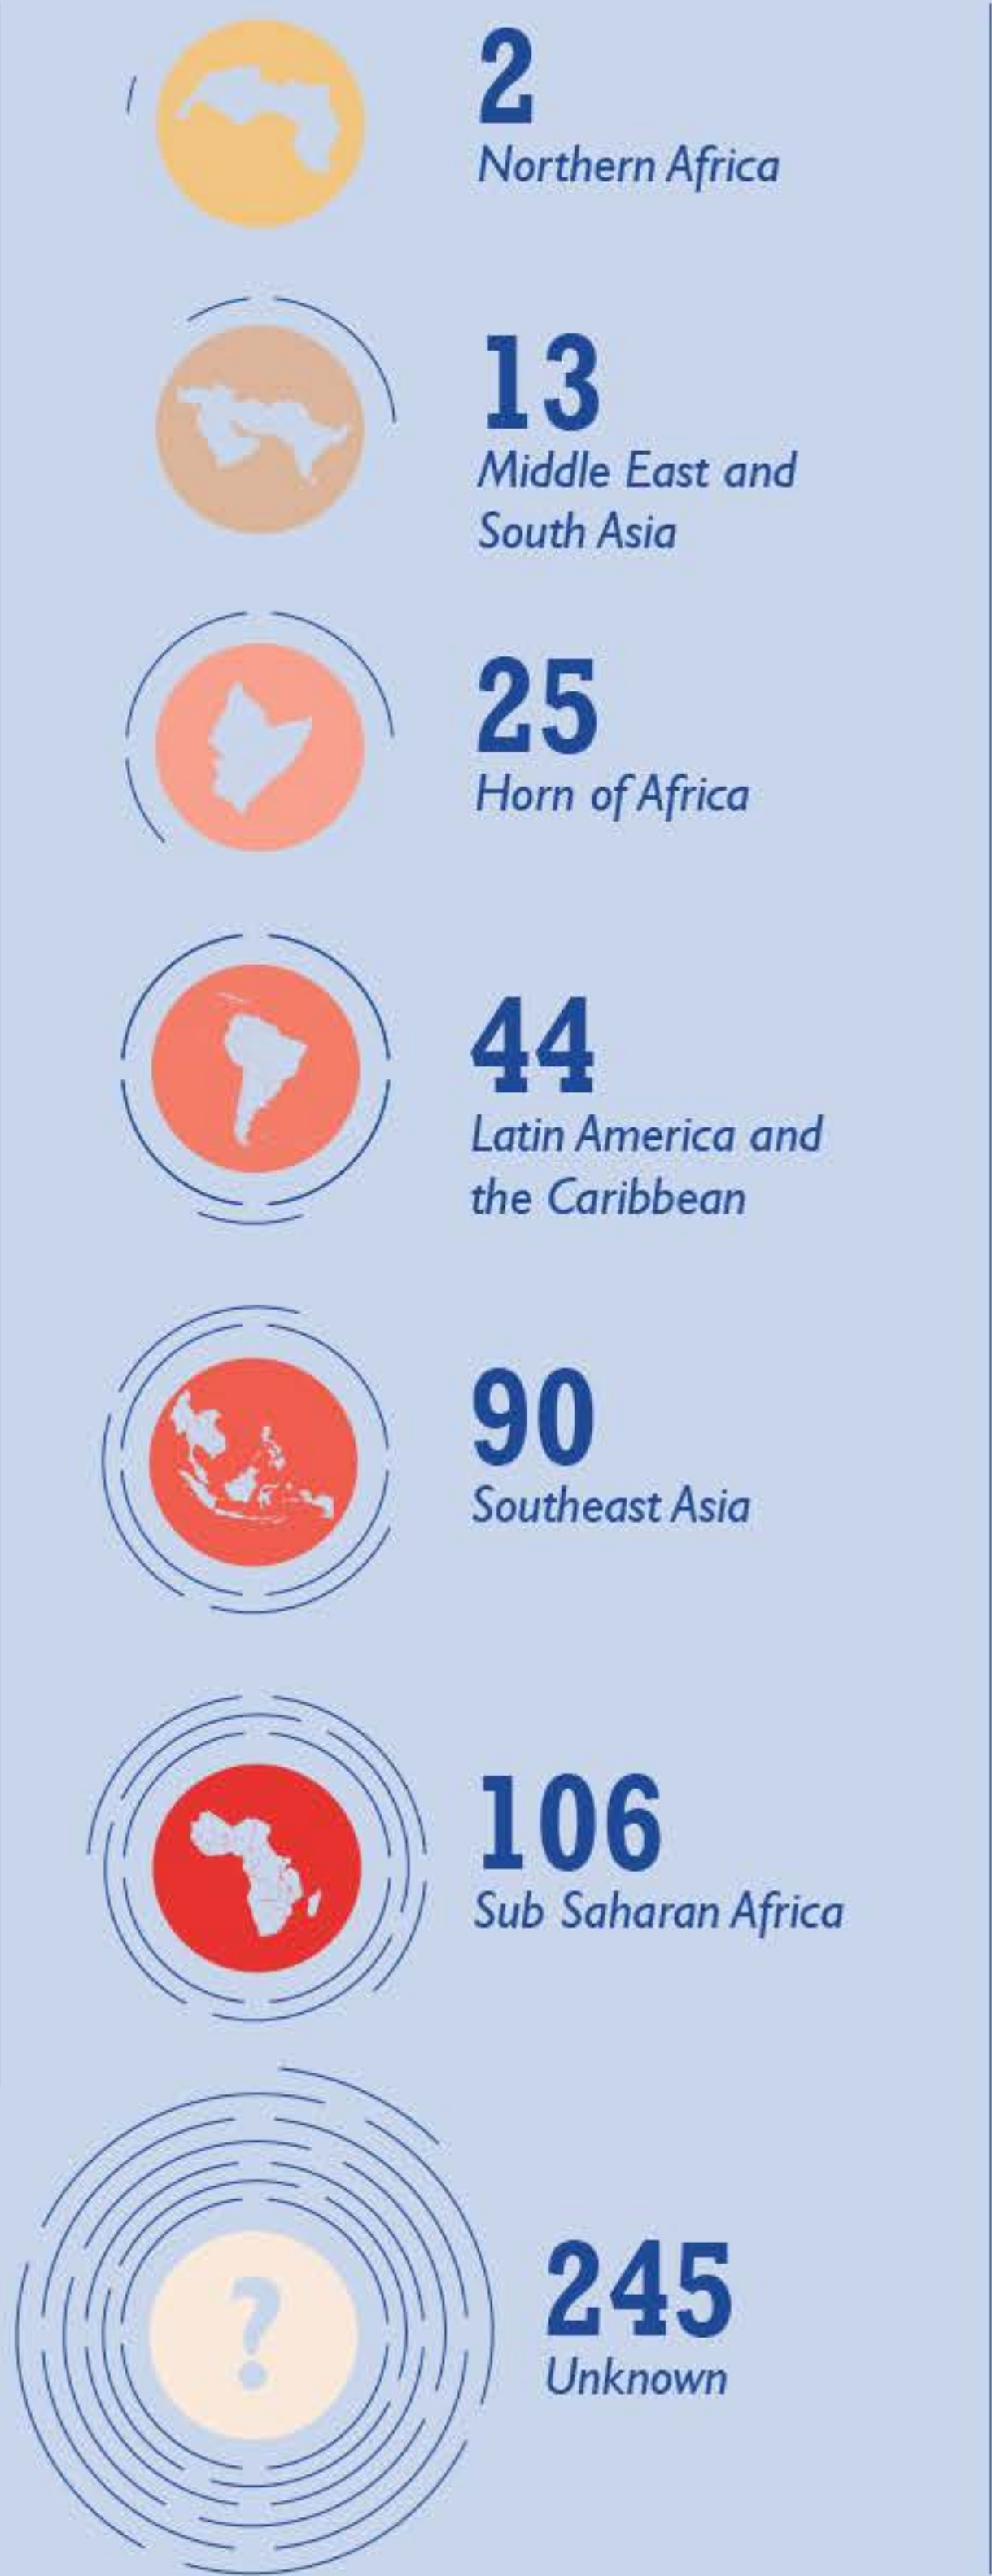 2
Northern Africa
13
Middle East and
South Asia
25
Horn of Africa
44
Latin America and
the Caribbean
90
Southeast Asia
106
Sub Saharan Africa
?
245
Unknown